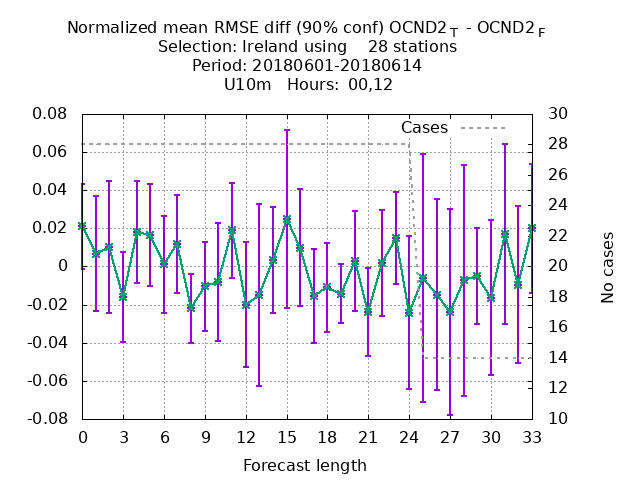 Normalized mean RMSE diff (90% conf) OCND2 T - OCND2 F
Selection: Ireland using 28 stations
Period: 20180601-20180614
U10m Hours: 00,12
Cases
0.08
0.06
0.04
0.02
0
-0.02
-0.04
-0.06
-0.08
30
28
26
24
22
20
18
16
14
12
10
No cases
0 3 6 9 12 15 18 21 24 27 30 33
Forecast length